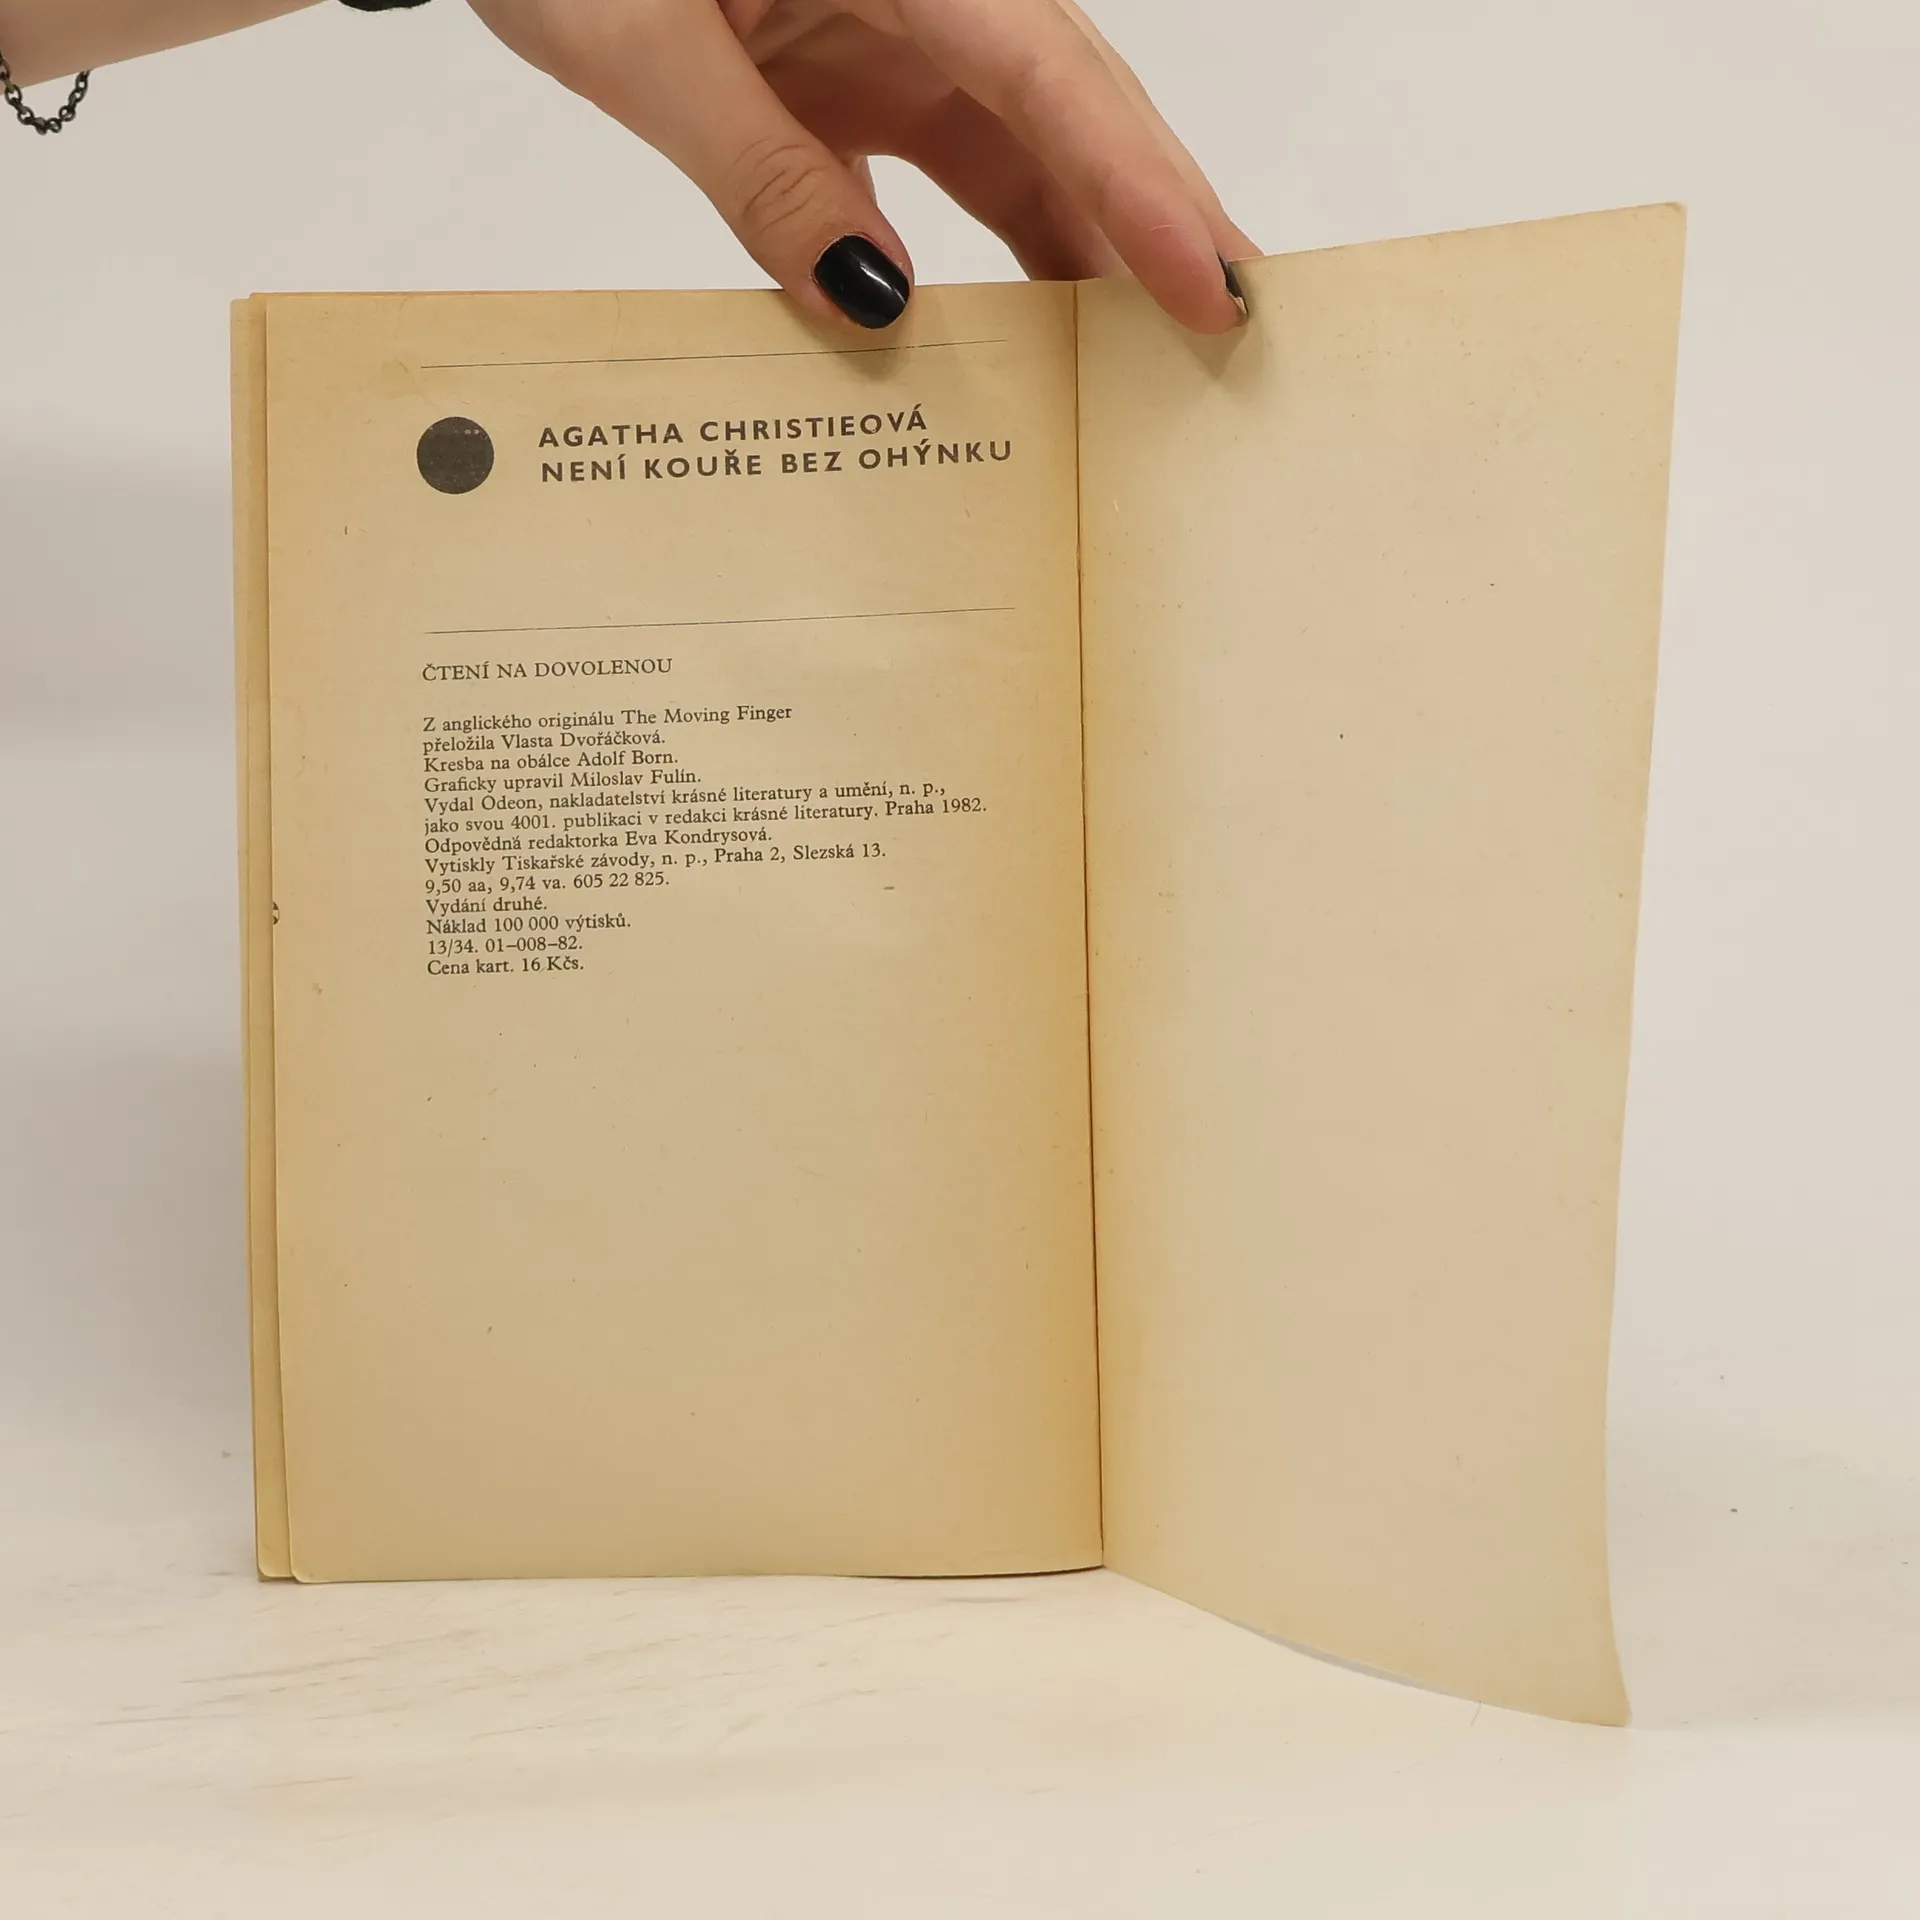 AGATHA CHRISTIEOVÁ
NENÍ KOUŘE BEZ OHÝNKU
ČTENÍ NA DOVOLENOU
Z anglického originálu The Moving Finger
přeložila Vlasta Dvořáčková.
Kresba na obálce Adolf Born.
Graficky upravil Miloslav Fulín.
Vydal Odeon, nakladatelství krásné literatury a umění, n. p.,
jako svou 4001. publikaci v redakci krásné literatury. Praha 1982.
Odpovědná redaktorka Eva Kondrysová.
Vytiskly Tiskařské závody, n. p., Praha 2, Slezská 13.
9,50 aa, 9,74 va. 605 22 825.
Vydání druhé.
Náklad 100 000 výtisků.
13/34. 01–008–82.
Cena kart. 16 Kčs.